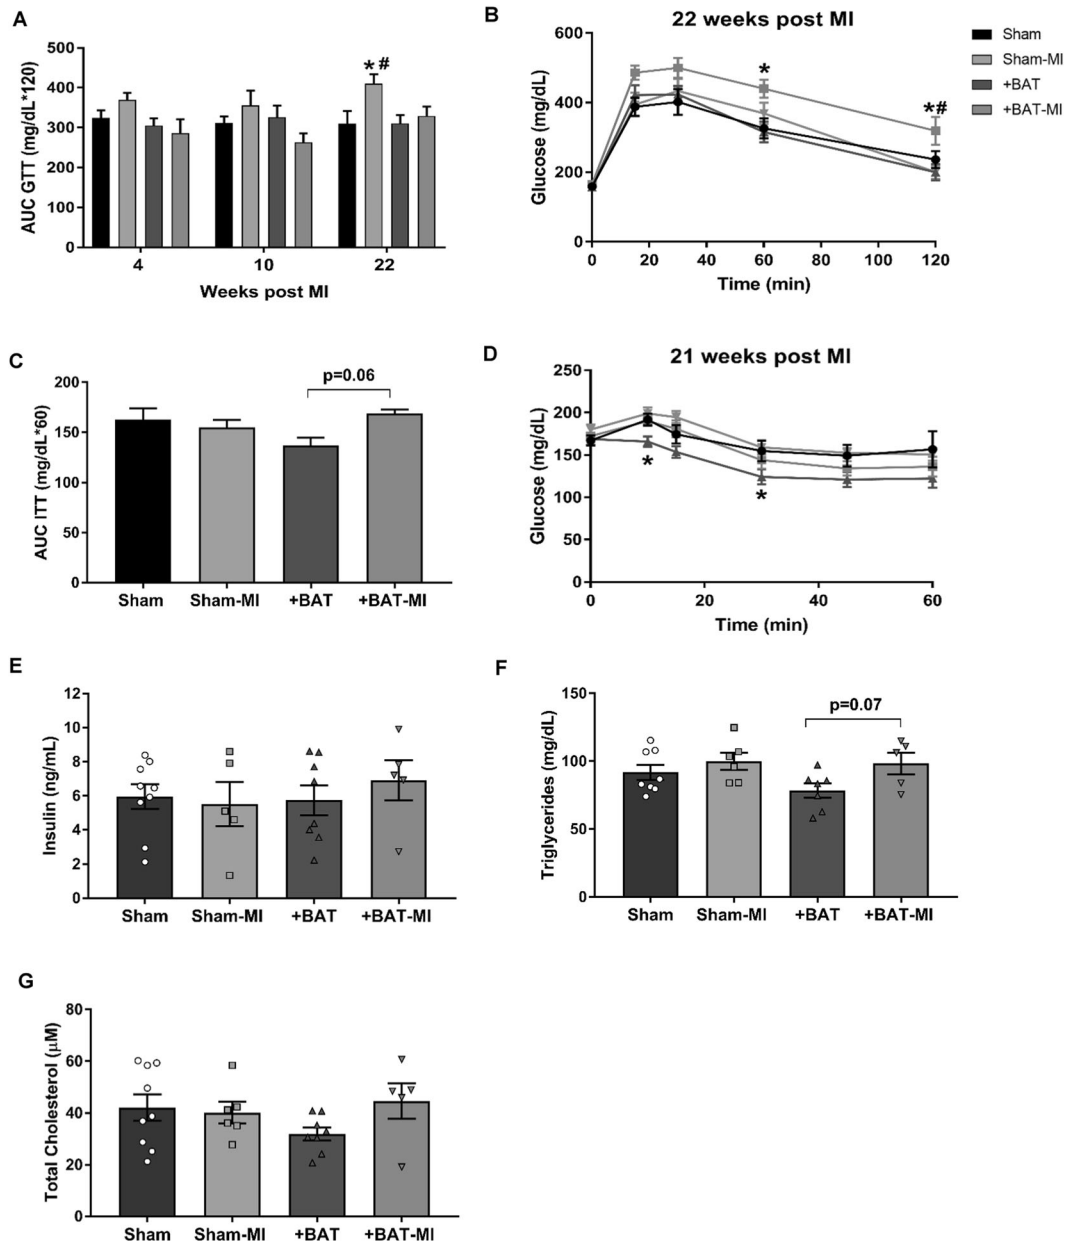 A
AUC GTT (mg/dL*120)
500
400
300
200
100
0
*#
4 10 22
Weeks post MI
B
22 weeks post MI
Glucose (mg/dL)
600
400
200
0
*
*#
0 20 40 60 80 100 120
Time (min)
Sham
Sham-MI
+BAT
+BAT-MI
C
AUC ITT (mg/dL*60)
200
150
100
50
0
p=0.06
Sham Sham-MI +BAT +BAT-MI
D
21 weeks post MI
Glucose (mg/dL)
250
200
150
100
50
0
*
*
0 20 40 60
Time (min)
E
Insulin (ng/mL)
12
10
8
6
4
2
0
Sham Sham-MI +BAT +BAT-MI
F
Triglycerides (mg/dL)
150
100
50
0
p=0.07
Sham Sham-MI +BAT +BAT-MI
G
Total Cholesterol (μM)
80
60
40
20
0
Sham Sham-MI +BAT +BAT-MI